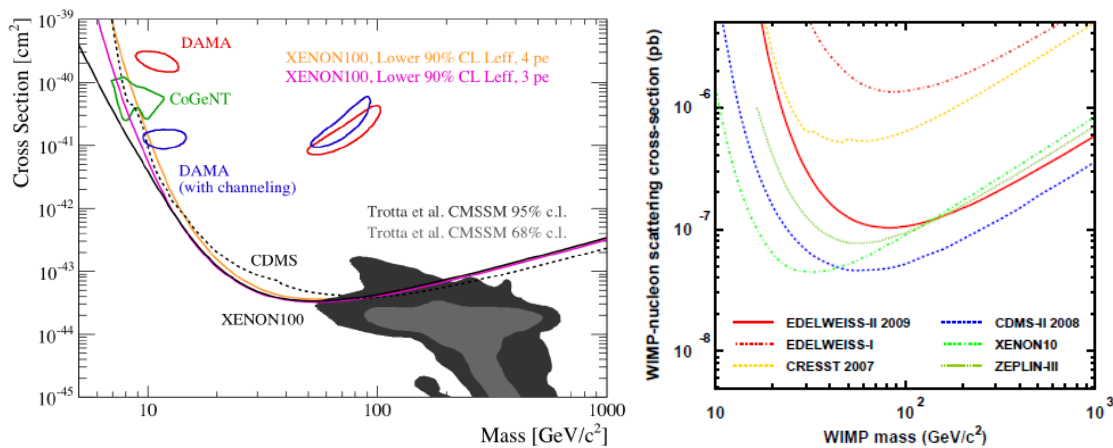 Cross Section [cm²]
10⁻³⁹
10⁻⁴⁰
10⁻⁴¹
10⁻⁴²
10⁻⁴³
10⁻⁴⁴
10⁻⁴⁵
DAMA
CoGeNT
DAMA
(with channeling)
XENON100, Lower 90% CL Leff, 4 pe
XENON100, Lower 90% CL Leff, 3 pe
Trotta et al. CMSSM 95% c.l.
Trotta et al. CMSSM 68% c.l.
CDMS
XENON100
10
100
1000
Mass [GeV/c²]
WIMP-nucleon scattering cross-section (pb)
10⁻⁶
10⁻⁷
10⁻⁸
EDELWEISS-II 2009
EDELWEISS-I
CRESST 2007
CDMS-II 2008
XENON10
ZEPLIN-III
10
10²
10³
WIMP mass (GeV/c²)